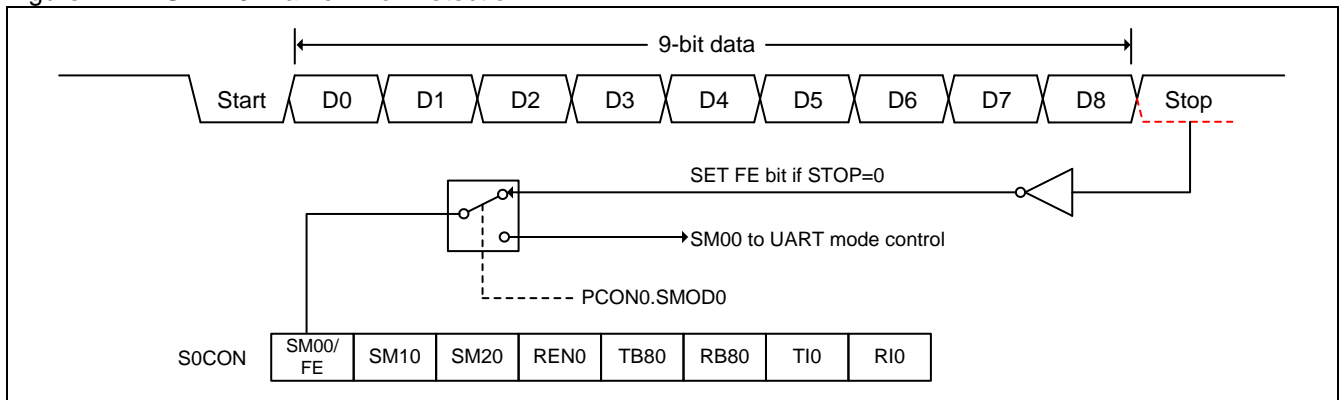 9-bit data
Start D0 D1 D2 D3 D4 D5 D6 D7 D8 Stop
SET FE bit if STOP=0
SM00 to UART mode control
PCON0.SMOD0
S0CON SM00/ FE SM10 SM20 REN0 TB80 RB80 TI0 RI0